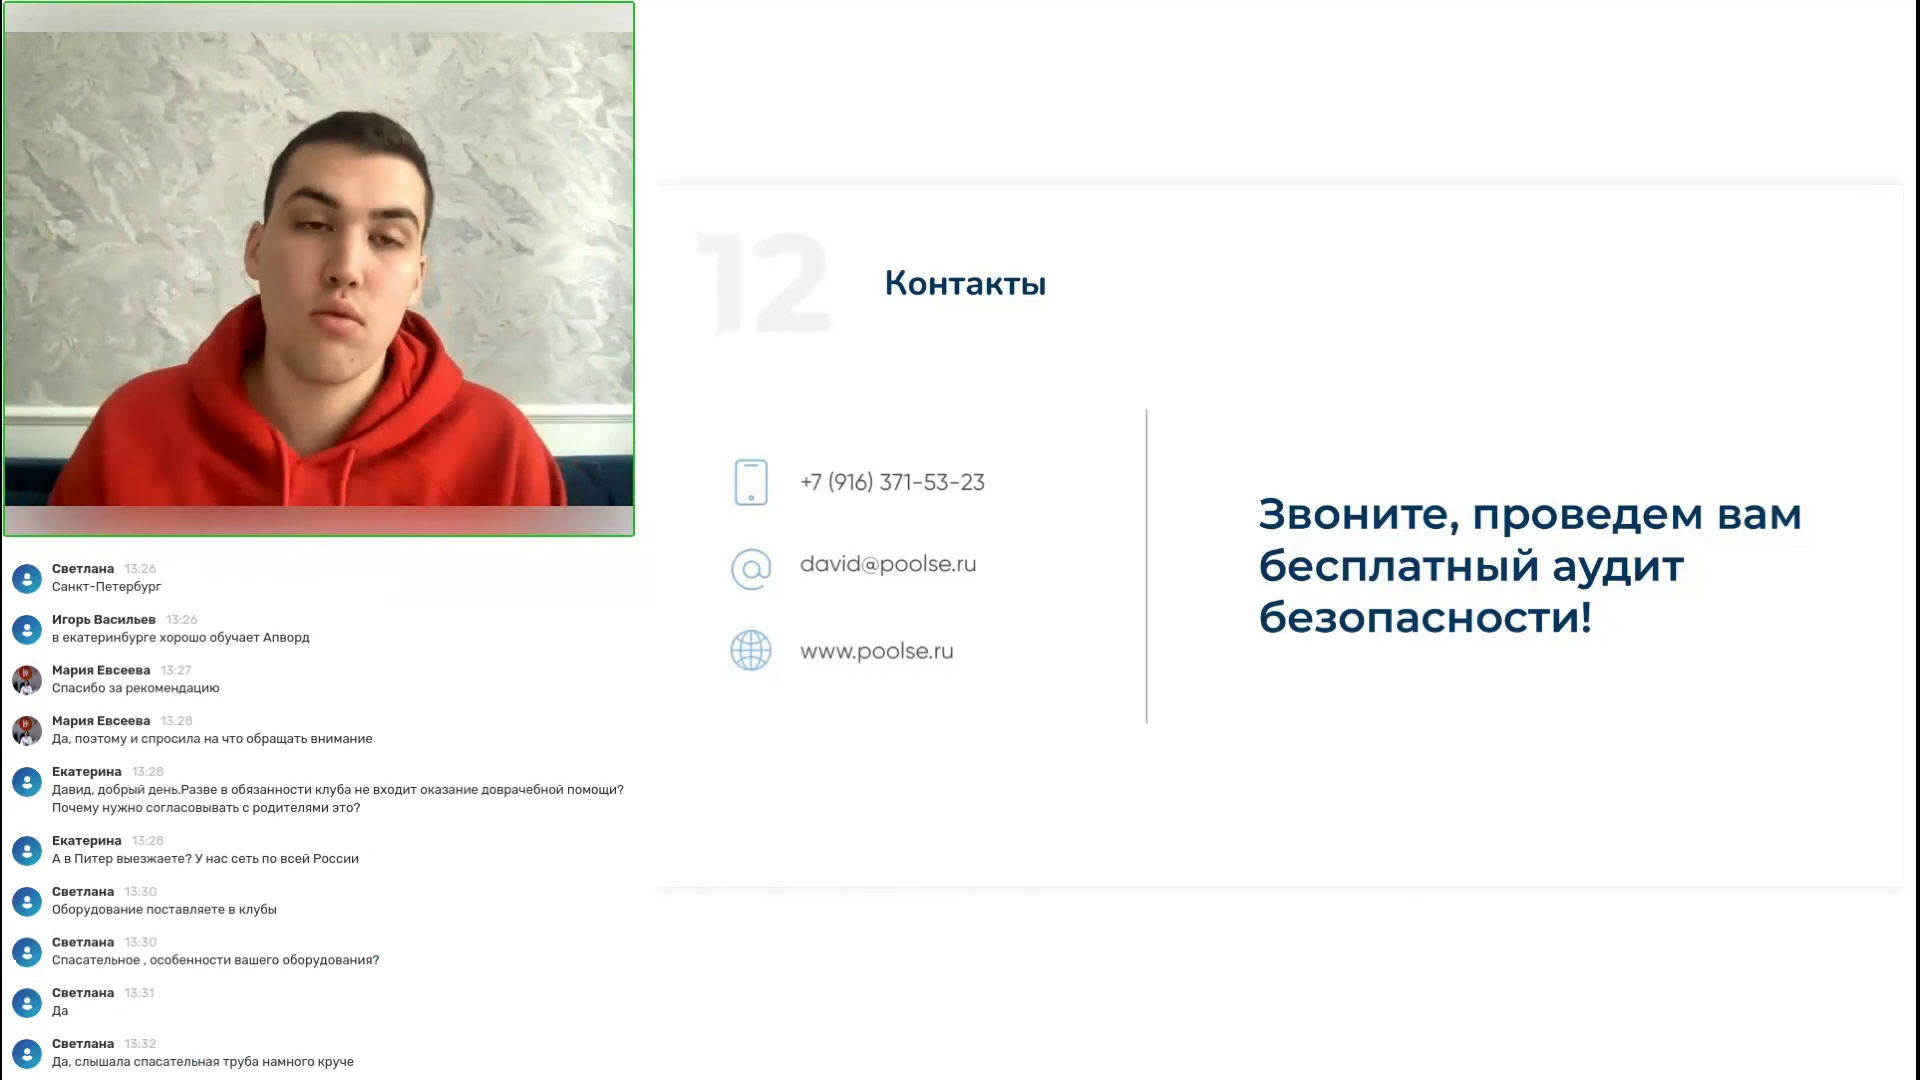 12
Контакты
+7 (916) 371-53-23
david@poolse.ru
www.poolse.ru
Звоните, проведем вам
бесплатный аудит
безопасности!
Светлана 13:26
Санкт-Петербург
Игорь Васильев 13:26
в екатеринбурге хорошо обучает Апворд
Мария Евсеева 13:27
Спасибо за рекомендацию
Мария Евсеева 13:28
Да, поэтому и спросила на что обращать внимание
Екатерина 13:28
Давид, добрый день.Разве в обязанности клуба не входит оказание доврачебной помощи?
Почему нужно согласовывать с родителями это?
Екатерина 13:28
А в Питер выезжаете? У нас сеть по всей России
Светлана 13:30
Оборудование поставляете в клубы
Светлана 13:30
Спасательное , особенности вашего оборудования?
Светлана 13:31
Да
Светлана 13:32
Да, слышала спасательная труба намного круче